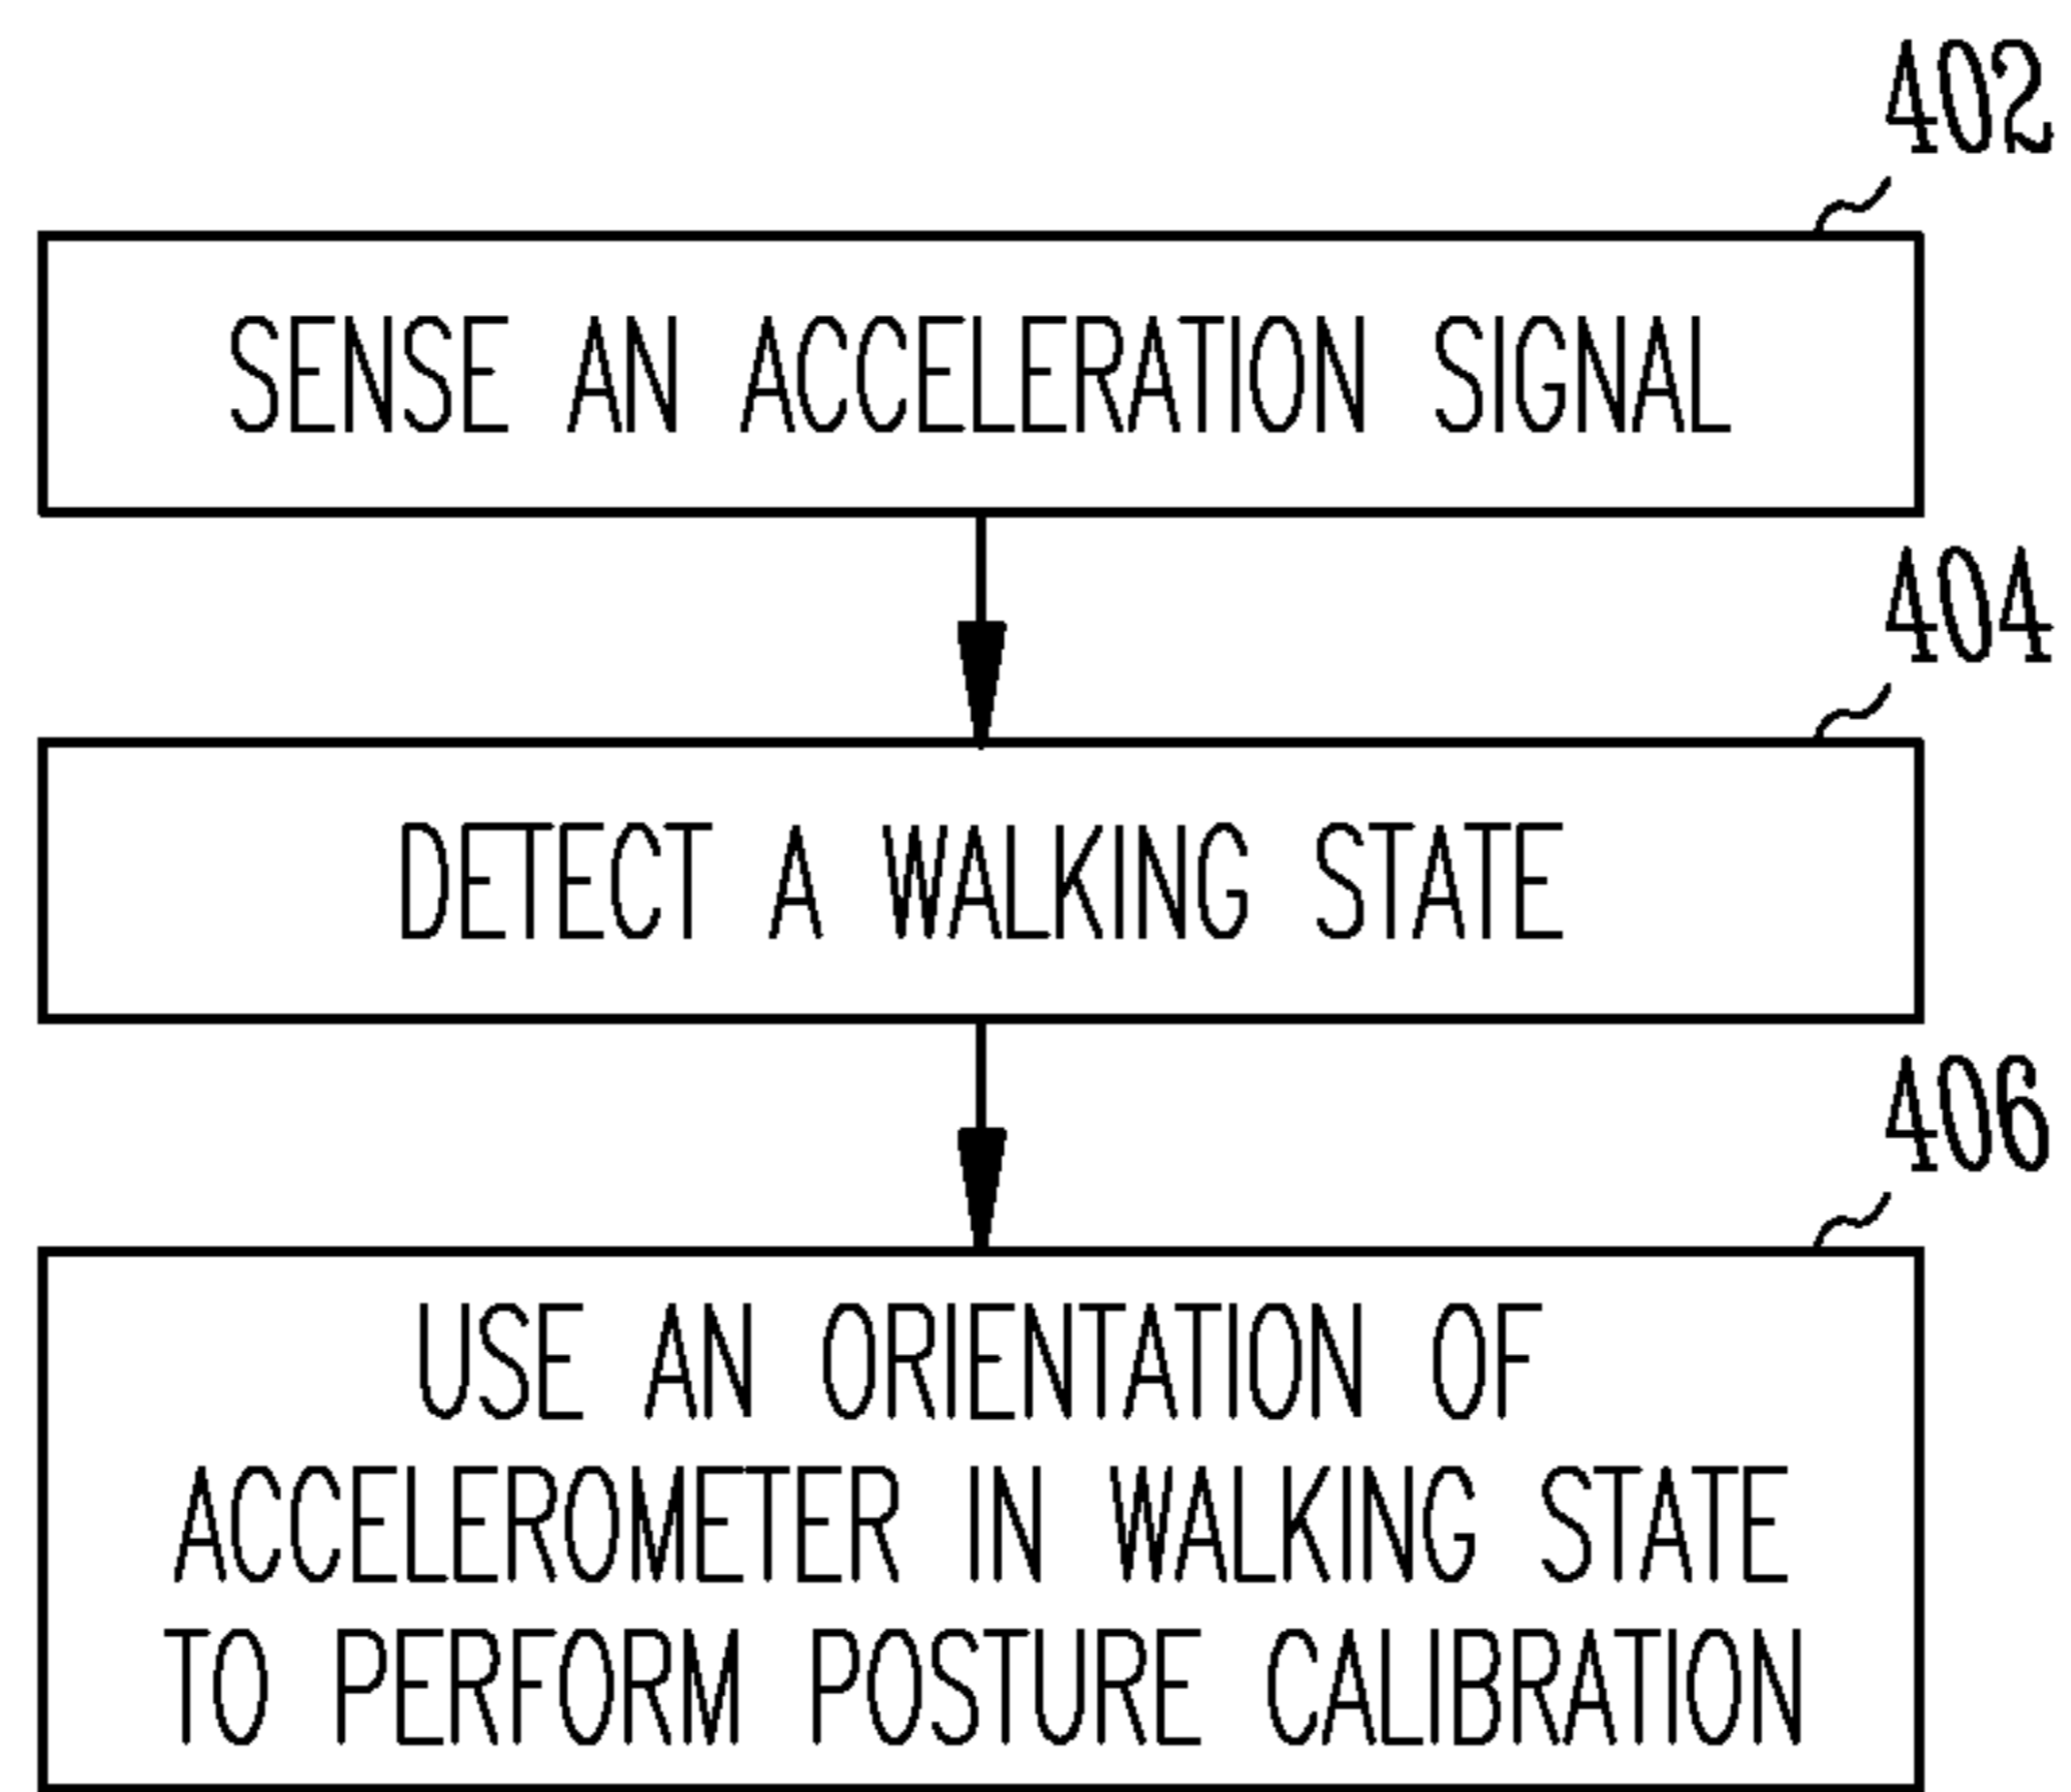 402
SENSE AN ACCELERATION SIGNAL
404
DETECT A WALKING STATE
406
USE AN ORIENTATION OF
ACCELEROMETER IN WALKING STATE
TO PERFORM POSTURE CALIBRATION